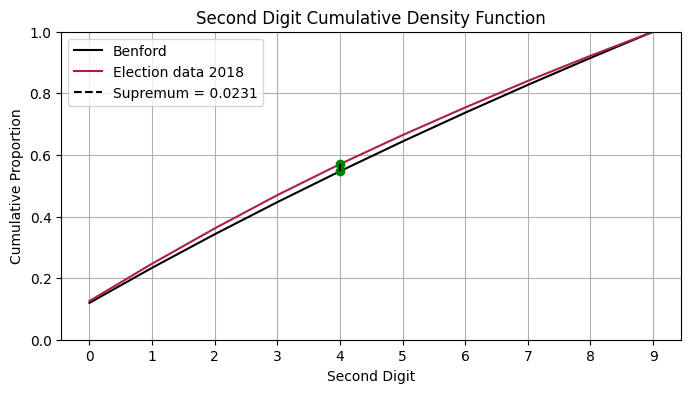 Second Digit Cumulative Density Function
Benford
Election data 2018
Supremum = 0.0231
Cumulative Proportion
1.0
0.8
0.6
0.4
0.2
0.0
0 1 2 3 4 5 6 7 8 9
Second Digit